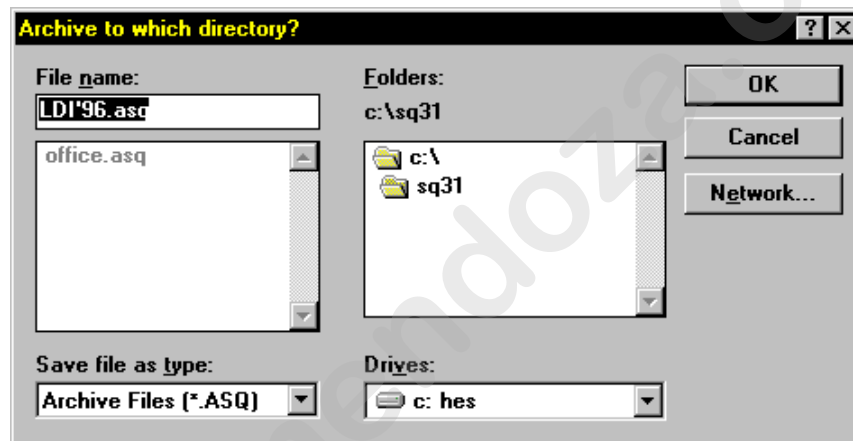 Archive to which directory?
File name:
LDI'96.asq
office.asq
Save file as type:
Archive Files (*.ASQ)
Folders:
c:\sq31
c:\
sq31
Drives:
c: hes
OK
Cancel
Network...